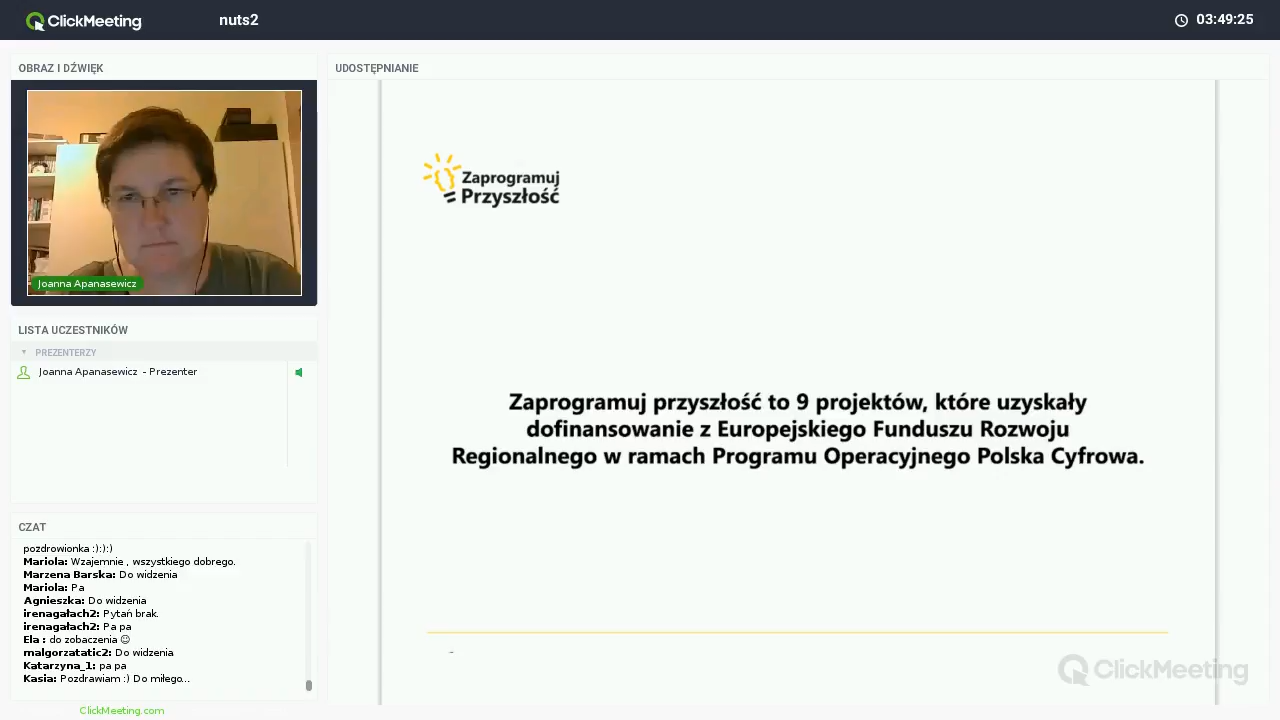 ClickMeeting
nuts2
03:49:25
OBRAZ I DŹWIĘK
UDOSTĘPNIANIE
Joanna Apanasewicz
LISTA UCZESTNIKÓW
PREZENTERZY
Joanna Apanasewicz - Prezenter
CZAT
pozdrowionka :):):)
Mariola: Wzajemnie , wszystkiego dobrego.
Marzena Barska: Do widzenia
Mariola: Pa
Agnieszka: Do widzenia
irenagałach2: Pytań brak.
irenagałach2: Pa pa
Ela : do zobaczenia ☺
malgorzatatic2: Do widzenia
Katarzyna_1: pa pa
Kasia: Pozdrawiam :) Do miłego...
ClickMeeting.com
Zaprogramuj
Przyszłość
Zaprogramuj przyszłość to 9 projektów, które uzyskały
dofinansowanie z Europejskiego Funduszu Rozwoju
Regionalnego w ramach Programu Operacyjnego Polska Cyfrowa.
ClickMeeting